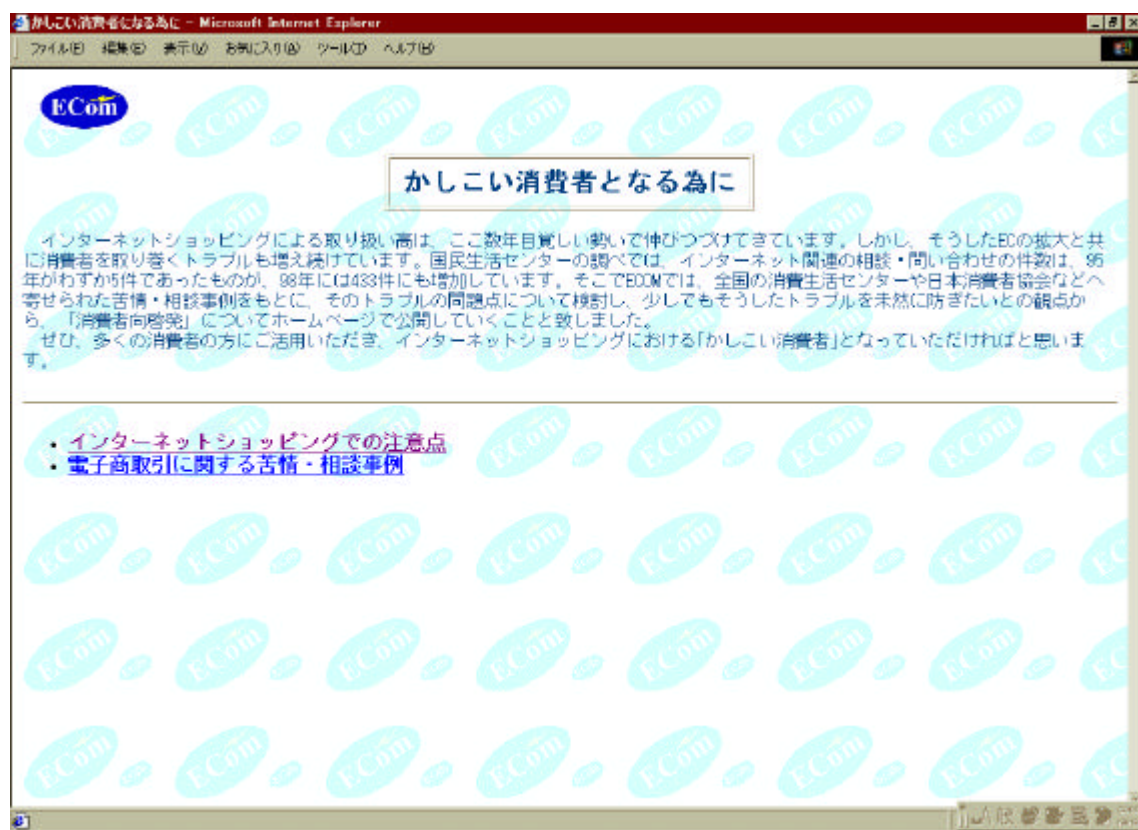 かしこい消費者になる為に - Microsoft Internet Explorer
ファイル(F) 編集(E) 表示(V) お気に入り(A) ツール(T) ヘルプ(H)
ECom
かしこい消費者となる為に
インターネットショッピングによる取り扱い高は、ここ数年目覚しい勢いで伸びつづけてきています。しかし、そうしたECの拡大と共
に消費者を取り巻くトラブルも増え続けています。国民生活センターの調べでは、インターネット関連の相談・問い合わせの件数は、95
年がわずか5件であったものが、98年には433件にも増加しています。そこでECOMでは、全国の消費生活センターや日本消費者協会などへ
寄せられた苦情・相談事例をもとに、そのトラブルの問題点について検討し、少しでもそうしたトラブルを未然に防ぎたいとの観点か
ら、「消費者向啓発」についてホームページで公開していくことと致しました。
ぜひ、多くの消費者の方にご活用いただき、インターネットショッピングにおける「かしこい消費者」となっていただければと思いま
す。
・インターネットショッピングでの注意点
・電子商取引に関する苦情・相談事例